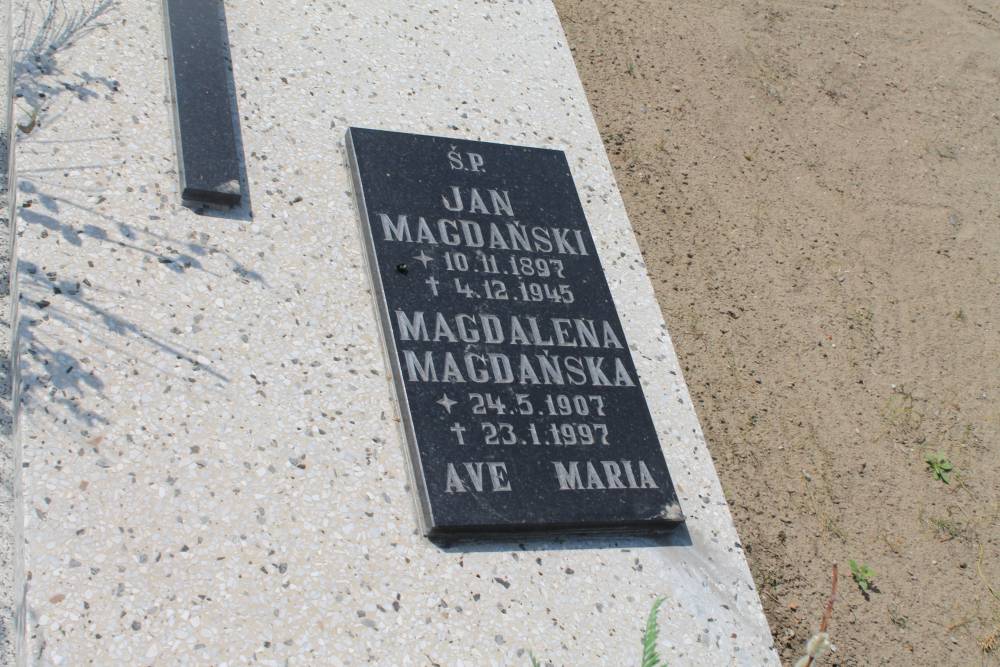 Ś.P.
JAN
MAGDAŃSKI
✦ 10.11.1897
† 4.12.1945
MAGDALENA
MAGDAŃSKA
✦ 24.5.1907
† 23.1.1997
AVE MARIA